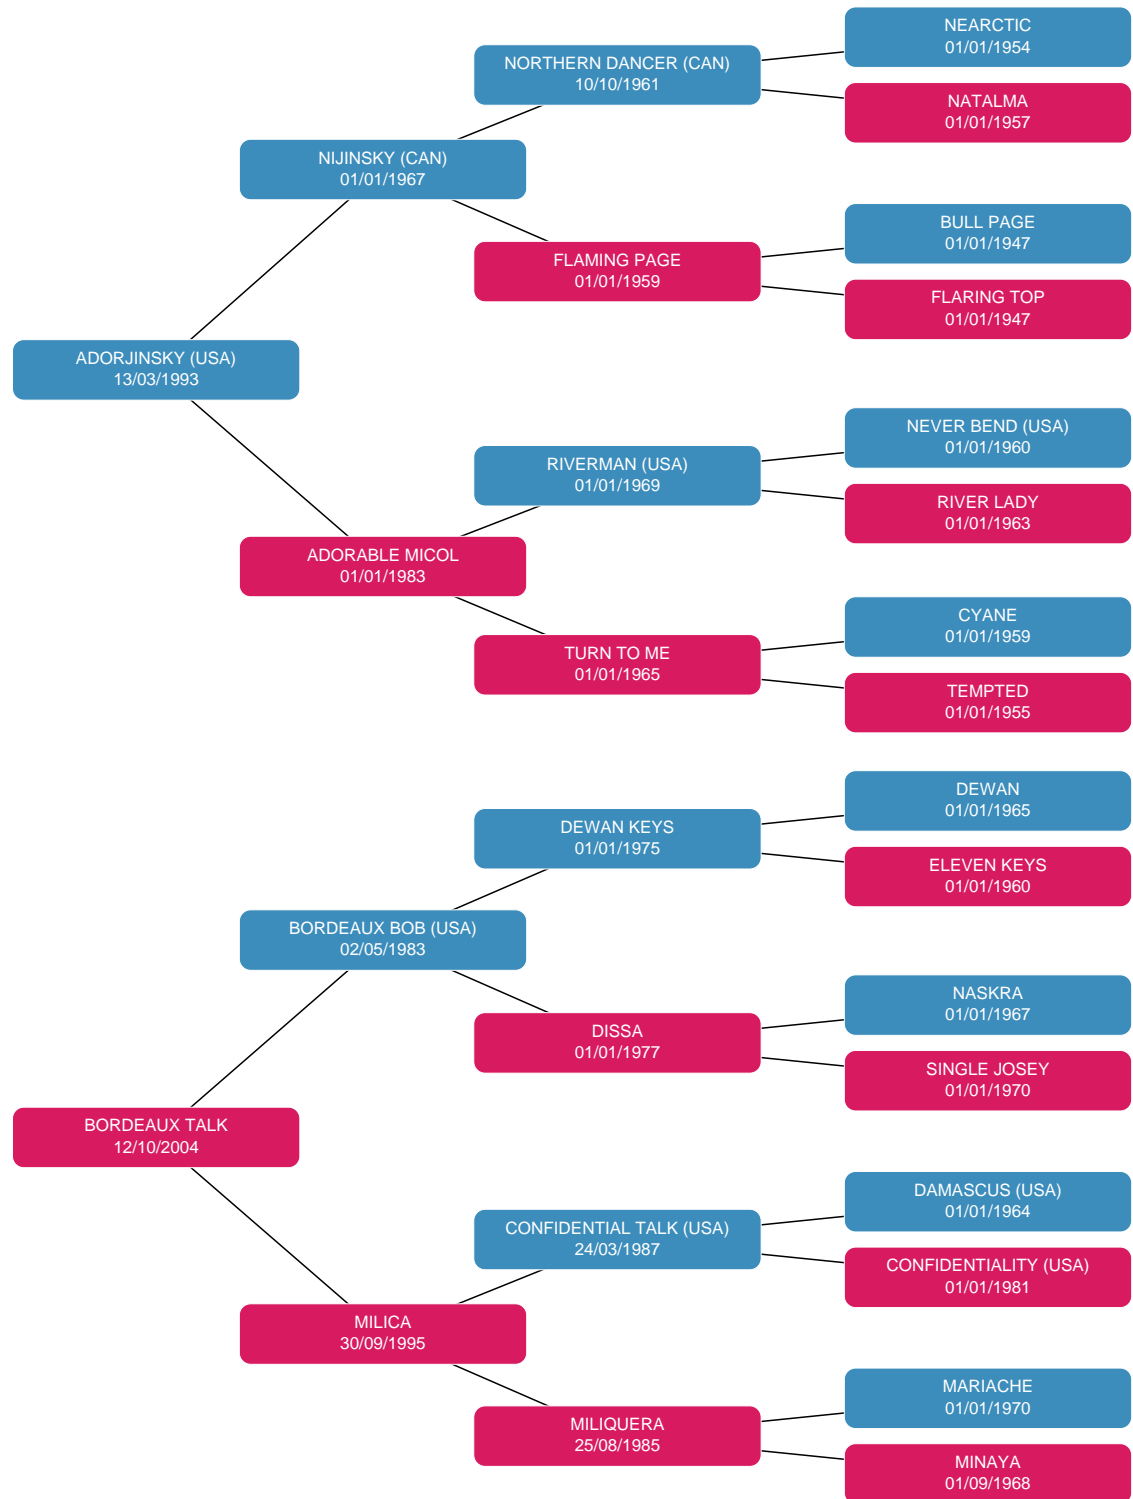 NEARCTIC
01/01/1954
NORTHERN DANCER (CAN)
10/10/1961
NATALMA
01/01/1957
NIJINSKY (CAN)
01/01/1967
BULL PAGE
01/01/1947
FLAMING PAGE
01/01/1959
FLARING TOP
01/01/1947
ADORJINSKY (USA)
13/03/1993
NEVER BEND (USA)
01/01/1960
RIVERMAN (USA)
01/01/1969
RIVER LADY
01/01/1963
ADORABLE MICOL
01/01/1983
CYANE
01/01/1959
TURN TO ME
01/01/1965
TEMPTED
01/01/1955
DEWAN
01/01/1965
DEWAN KEYS
01/01/1975
ELEVEN KEYS
01/01/1960
BORDEAUX BOB (USA)
02/05/1983
NASKRA
01/01/1967
DISSA
01/01/1977
SINGLE JOSEY
01/01/1970
BORDEAUX TALK
12/10/2004
DAMASCUS (USA)
01/01/1964
CONFIDENTIAL TALK (USA)
24/03/1987
CONFIDENTIALITY (USA)
01/01/1981
MILICA
30/09/1995
MARIACHE
01/01/1970
MILIQUERA
25/08/1985
MINAYA
01/09/1968